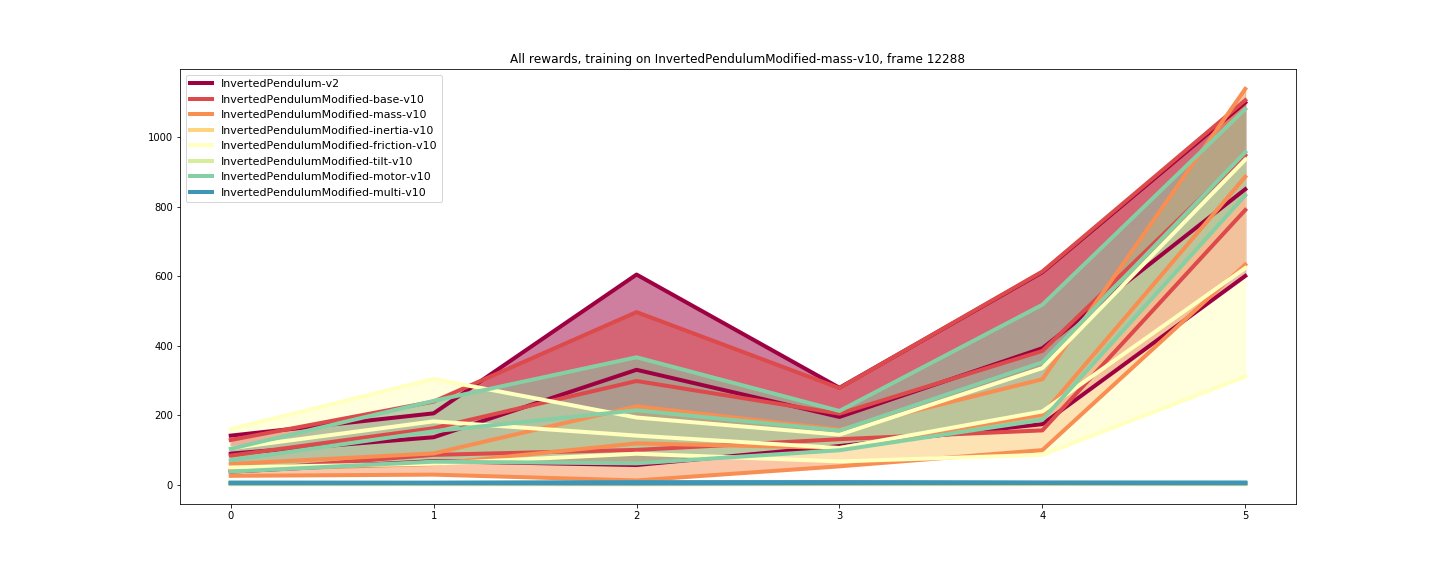 All rewards, training on InvertedPendulumModified-mass-v10, frame 12288
InvertedPendulum-v2
InvertedPendulumModified-base-v10
InvertedPendulumModified-mass-v10
InvertedPendulumModified-inertia-v10
InvertedPendulumModified-friction-v10
InvertedPendulumModified-tilt-v10
InvertedPendulumModified-motor-v10
InvertedPendulumModified-multi-v10
1000
800
600
400
200
0
0 1 2 3 4 5